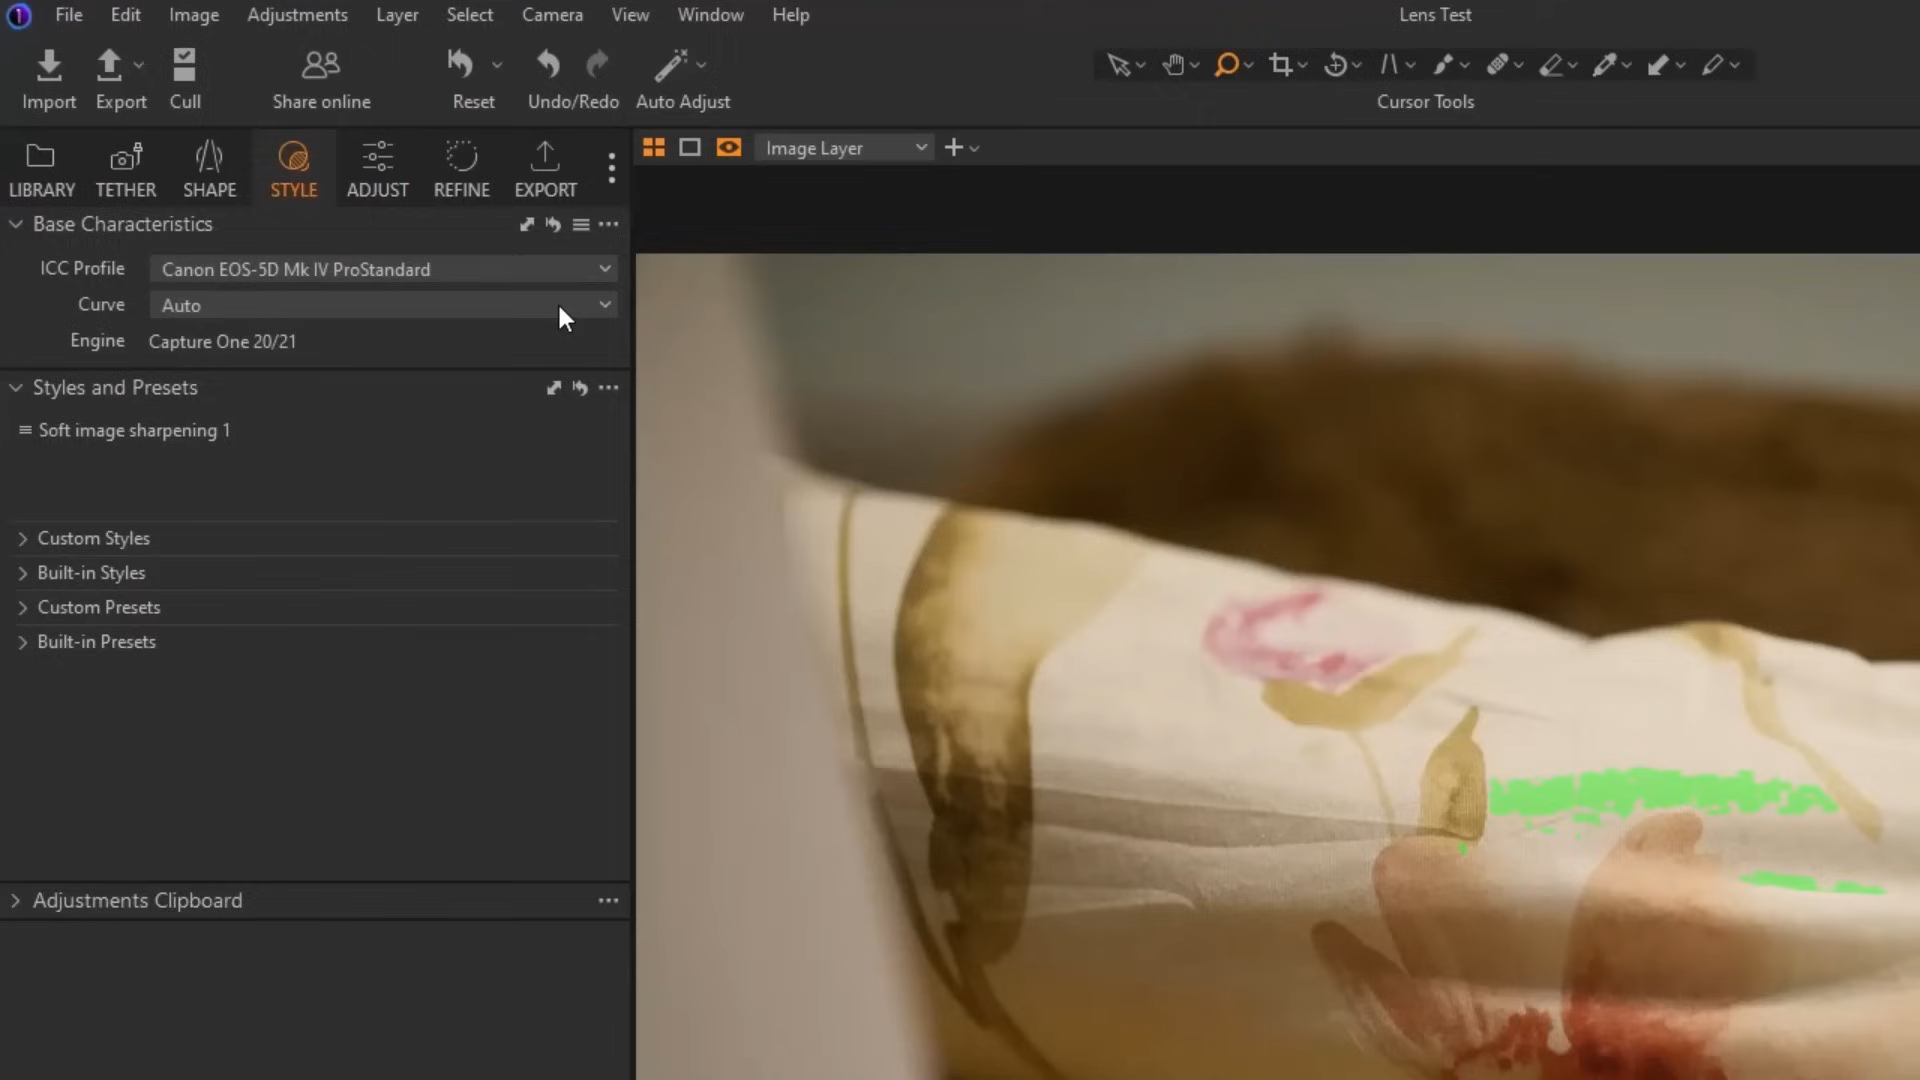 File Edit Image Adjustments Layer Select Camera View Window Help Lens Test
Import Export Cull Share online Reset Undo/Redo Auto Adjust Cursor Tools
LIBRARY TETHER SHAPE STYLE ADJUST REFINE EXPORT
Image Layer
Base Characteristics
ICC Profile Canon EOS-5D Mk IV ProStandard
Curve Auto
Engine Capture One 20/21
Styles and Presets
Soft image sharpening 1
Custom Styles
Built-in Styles
Custom Presets
Built-in Presets
Adjustments Clipboard